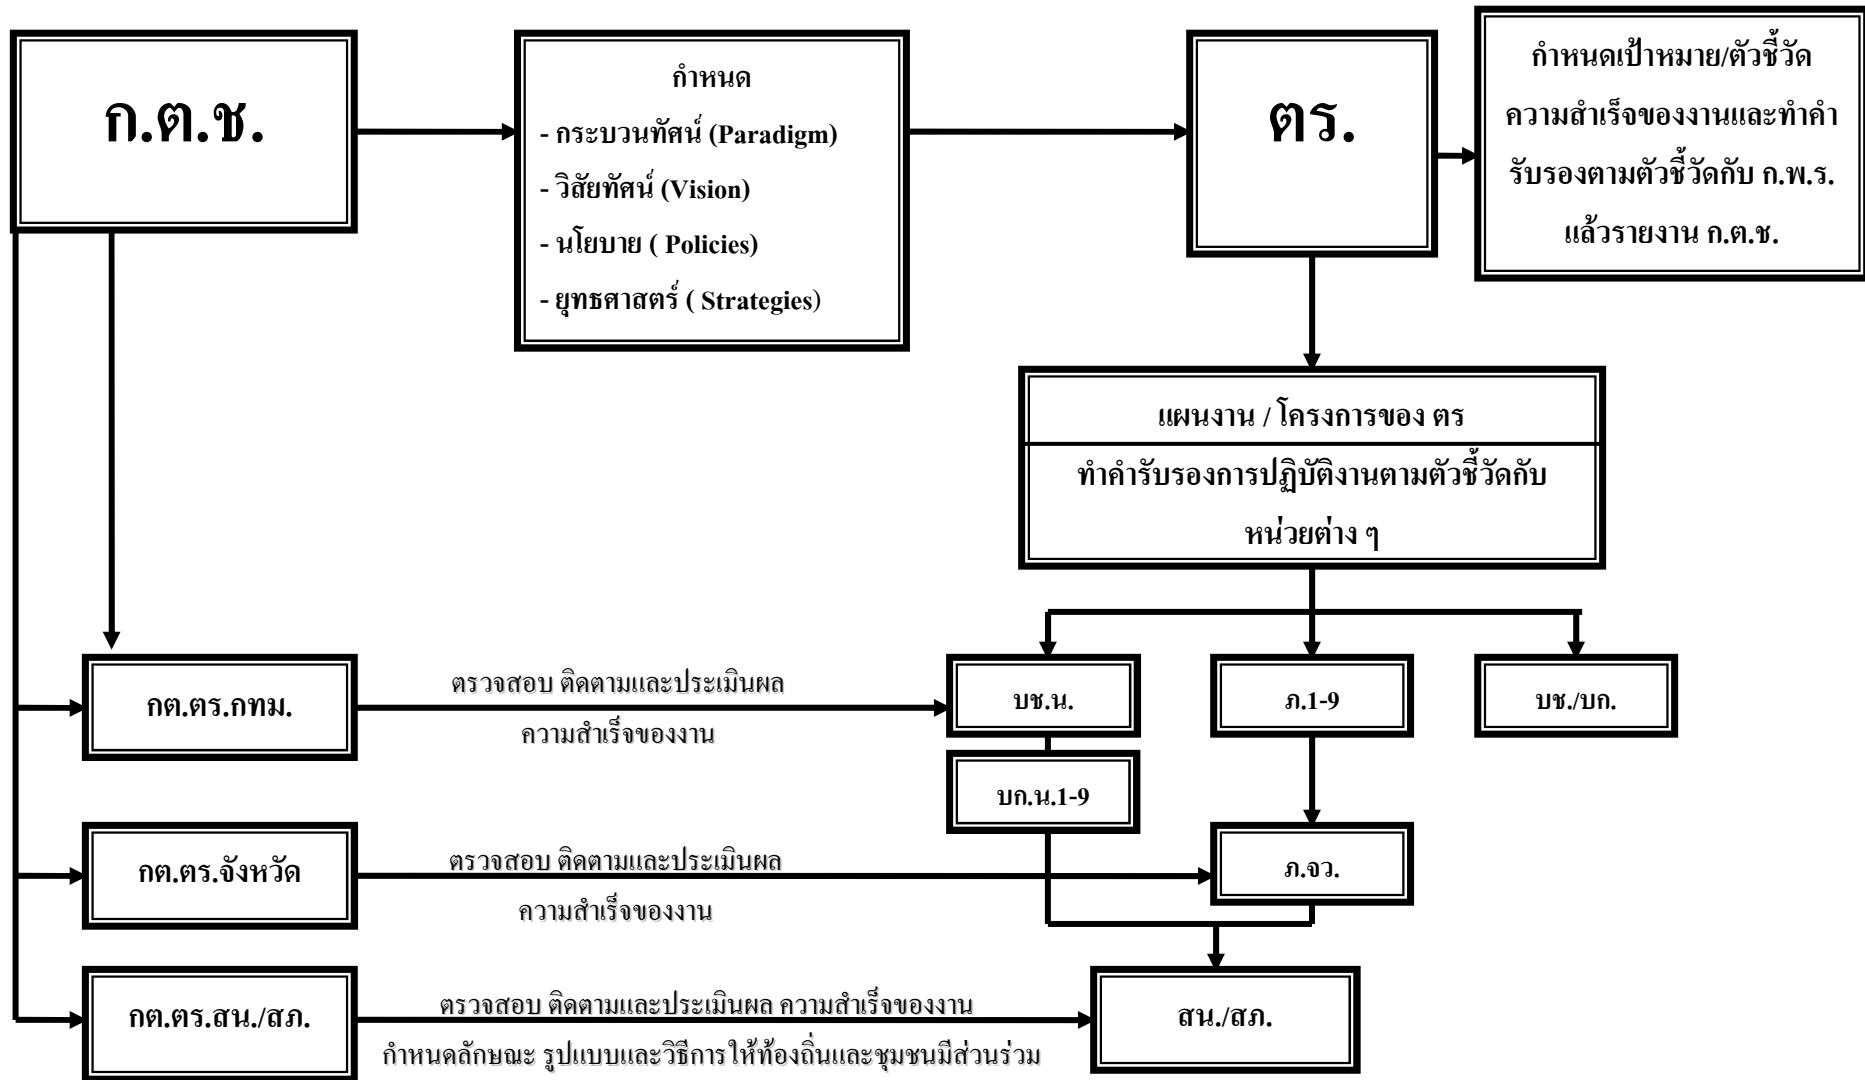 ก.ต.ช.
กำหนด
- กระบวนทัศน์ (Paradigm)
- วิสัยทัศน์ (Vision)
- นโยบาย ( Policies)
- ยุทธศาสตร์ ( Strategies)
ตร.
กำหนดเป้าหมาย/ตัวชี้วัด
ความสำเร็จของงานและทำคำ
รับรองตามตัวชี้วัดกับ ก.พ.ร.
แล้วรายงาน ก.ต.ช.
แผนงาน / โครงการของ ตร
ทำคำรับรองการปฏิบัติงานตามตัวชี้วัดกับ
หน่วยต่าง ๆ
กต.ตร.กทม.
ตรวจสอบ ติดตามและประเมินผล
ความสำเร็จของงาน
บช.น.
ภ.1-9
บช./บก.
บก.น.1-9
กต.ตร.จังหวัด
ตรวจสอบ ติดตามและประเมินผล
ความสำเร็จของงาน
ภ.จว.
กต.ตร.สน./สภ.
ตรวจสอบ ติดตามและประเมินผล ความสำเร็จของงาน
กำหนดลักษณะ รูปแบบและวิธีการให้ท้องถิ่นและชุมชนมีส่วนร่วม
สน./สภ.